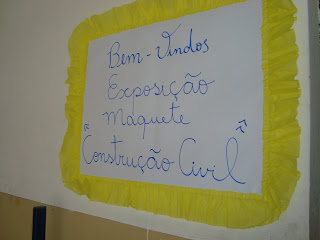 Bem-Vindos
Exposição
Maquete
"Construção Civil"